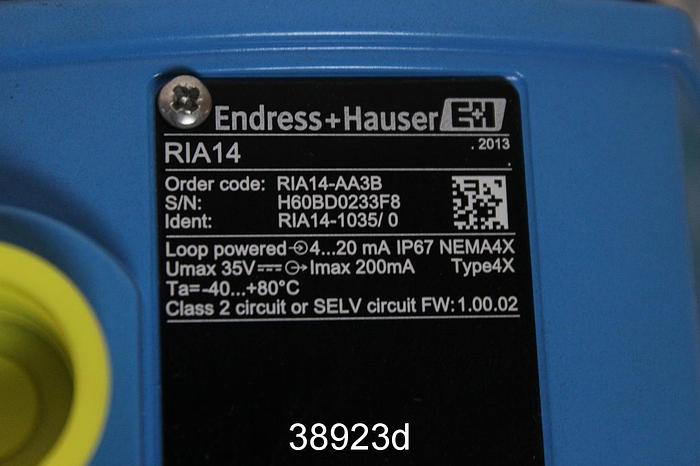 Endress+Hauser E+H
. 2013
RIA14 .
Order code: RIA14-AA3B
S/N: H60BD0233F8
Ident: RIA14-1035/ 0
Loop powered 4...20 mA IP67 NEMA4X
Umax 35V Imax 200mA Type4X
Ta=-40...+80°C
Class 2 circuit or SELV circuit FW:1.00.02
38923d